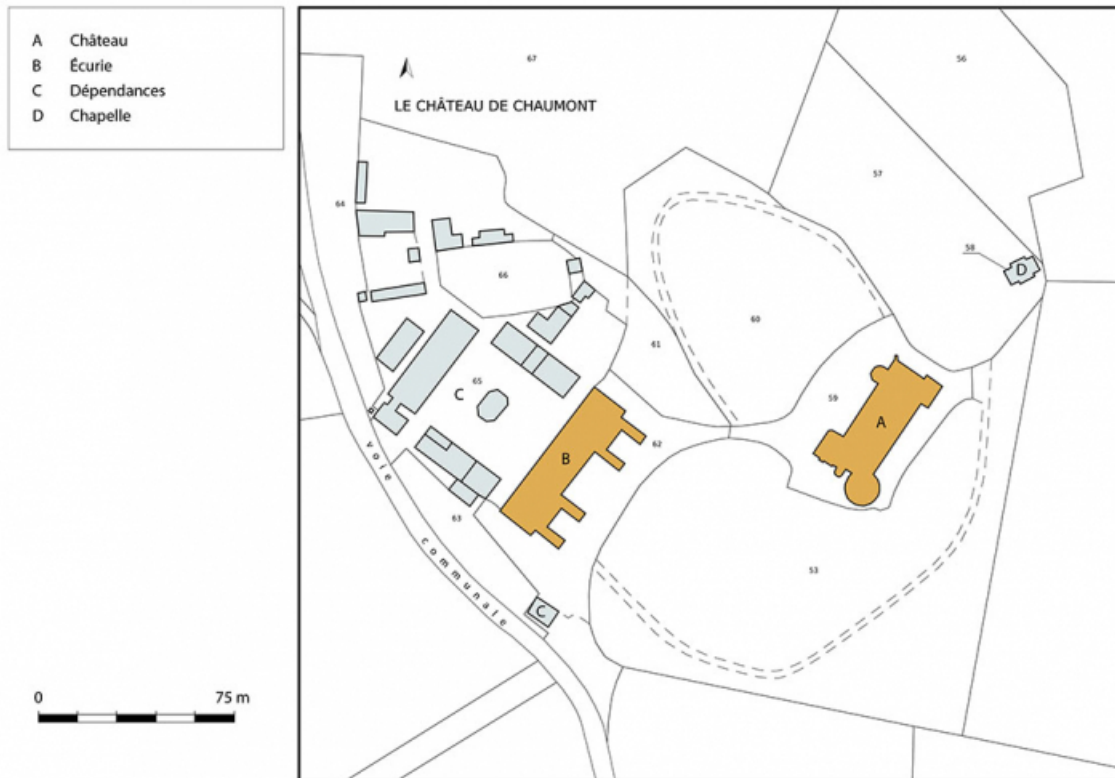 A Château
B Écurie
C Dépendances
D Chapelle
LE CHÂTEAU DE CHAUMONT
67
56
57
64
58
D
66
60
61
65
C
59
A
62
B
63
53
voie communale
C
0 75 m